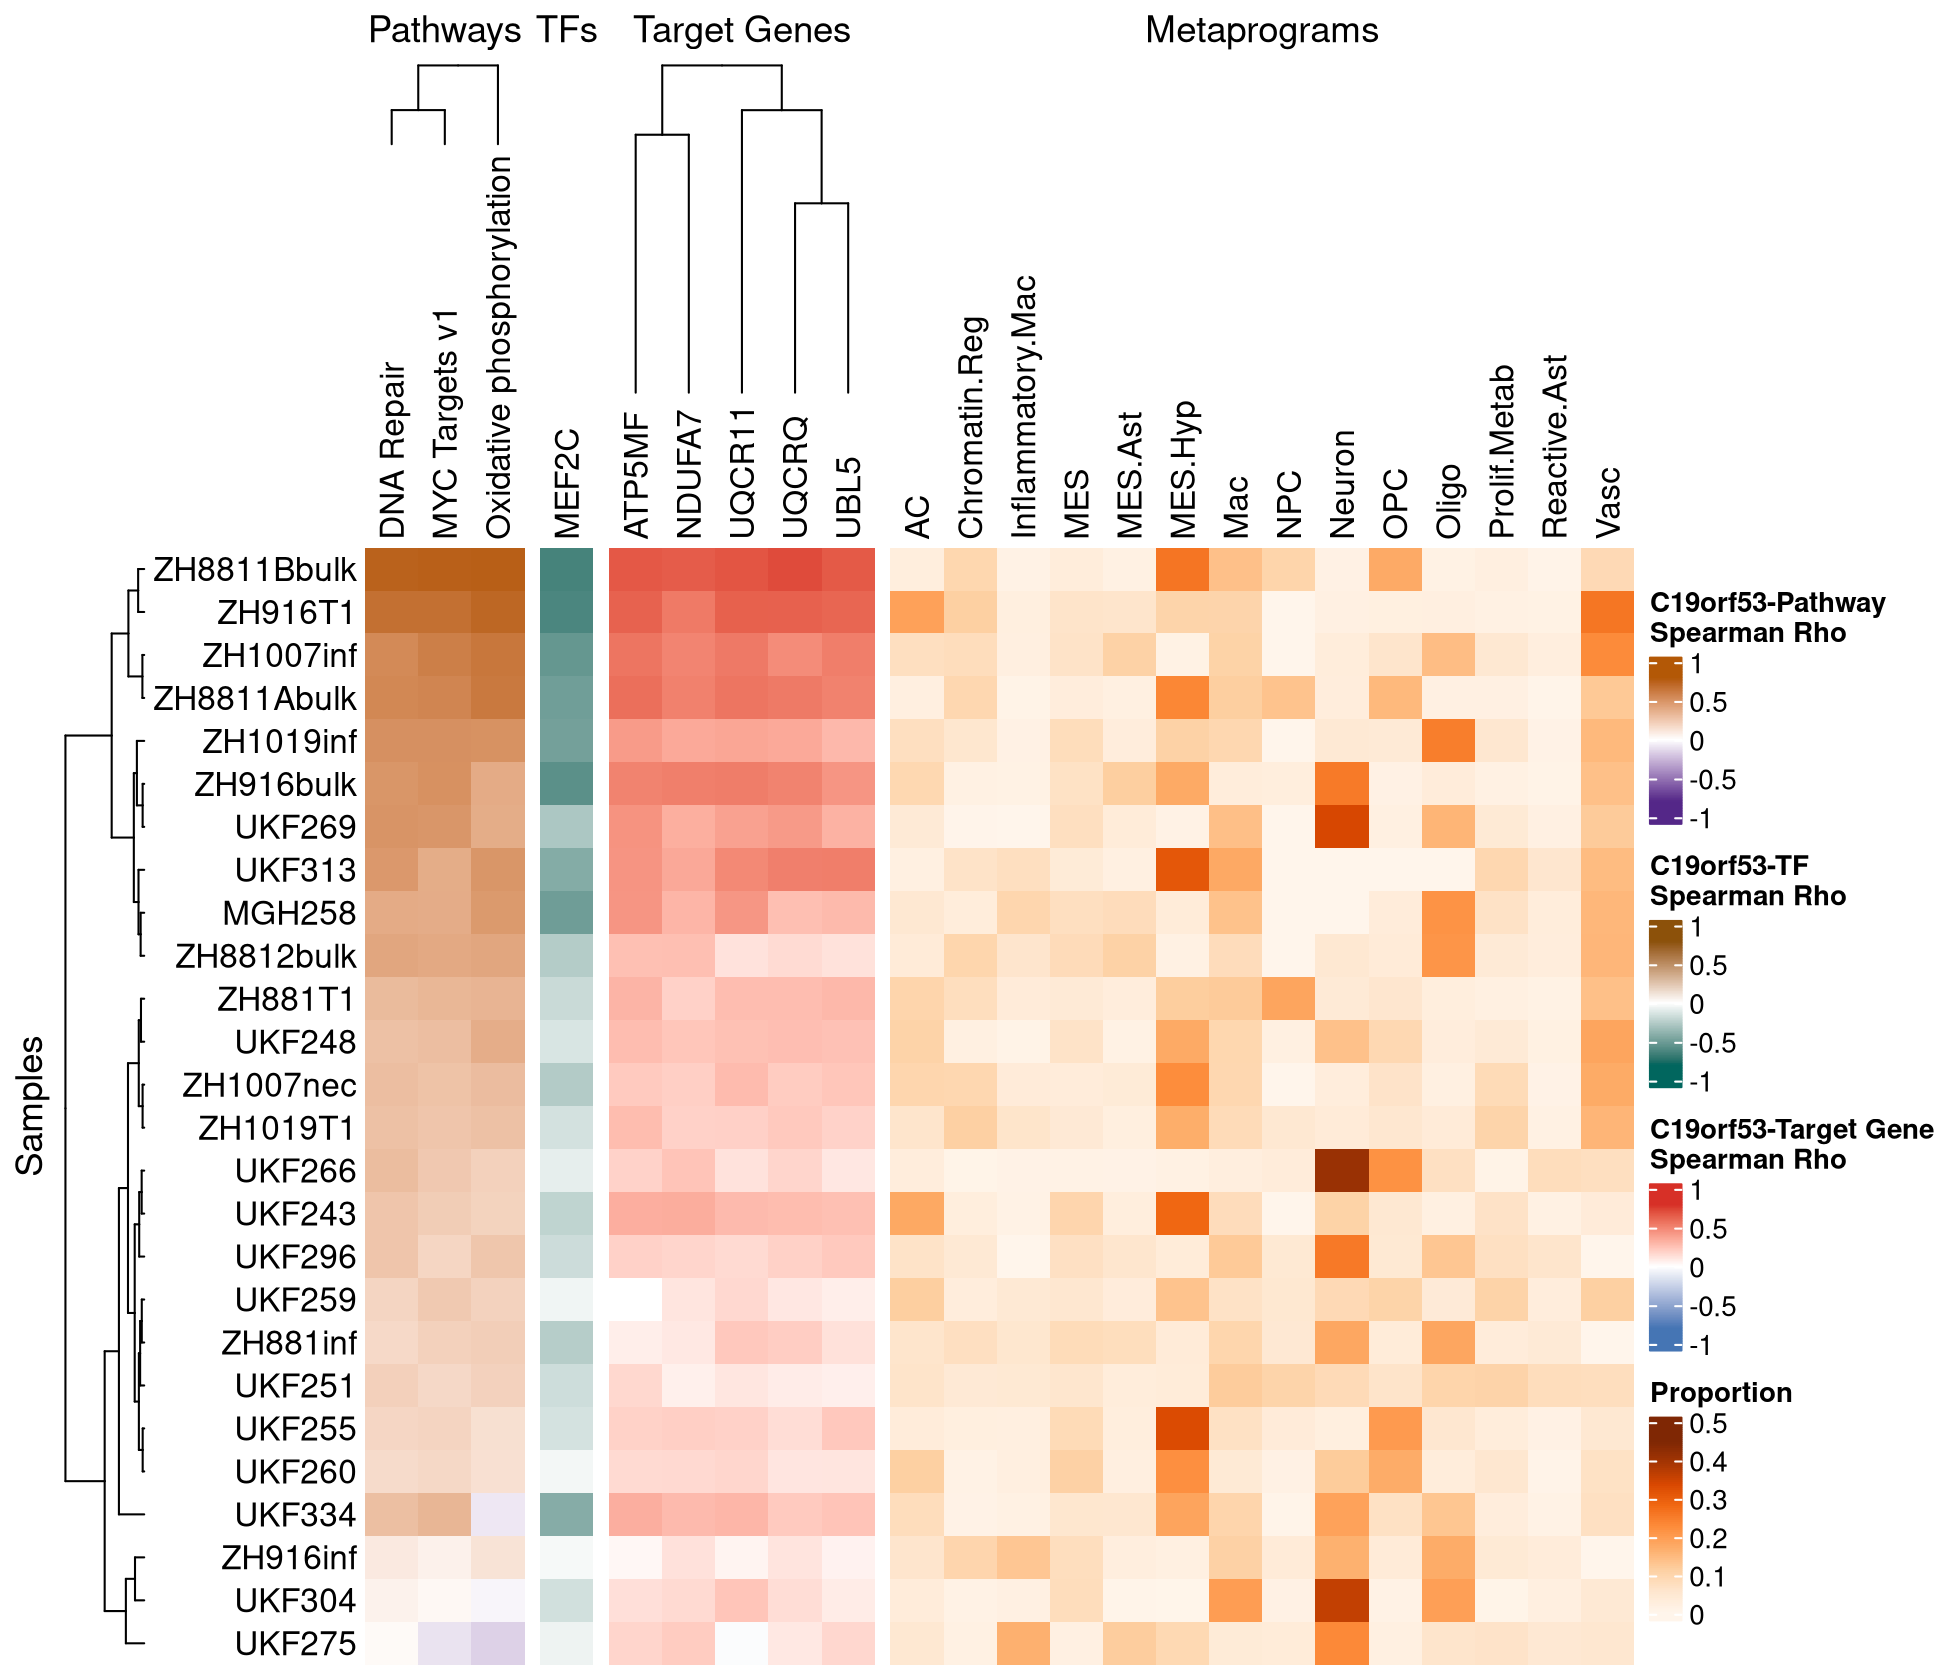 Pathways TFs Target Genes Metaprograms
DNA Repair
MYC Targets v1
Oxidative phosphorylation
MEF2C
ATP5MF
NDUFA7
UQCR11
UQCRQ
UBL5
AC
Chromatin.Reg
Inflammatory.Mac
MES
MES.Ast
MES.Hyp
Mac
NPC
Neuron
OPC
Oligo
Prolif.Metab
Reactive.Ast
Vasc
Samples
ZH8811Bbulk
ZH916T1
ZH1007inf
ZH8811Abulk
ZH1019inf
ZH916bulk
UKF269
UKF313
MGH258
ZH8812bulk
ZH881T1
UKF248
ZH1007nec
ZH1019T1
UKF266
UKF243
UKF296
UKF259
ZH881inf
UKF251
UKF255
UKF260
UKF334
ZH916inf
UKF304
UKF275
C19orf53-Pathway
Spearman Rho
1
0.5
0
-0.5
-1
C19orf53-TF
Spearman Rho
1
0.5
0
-0.5
-1
C19orf53-Target Gene
Spearman Rho
1
0.5
0
-0.5
-1
Proportion
0.5
0.4
0.3
0.2
0.1
0